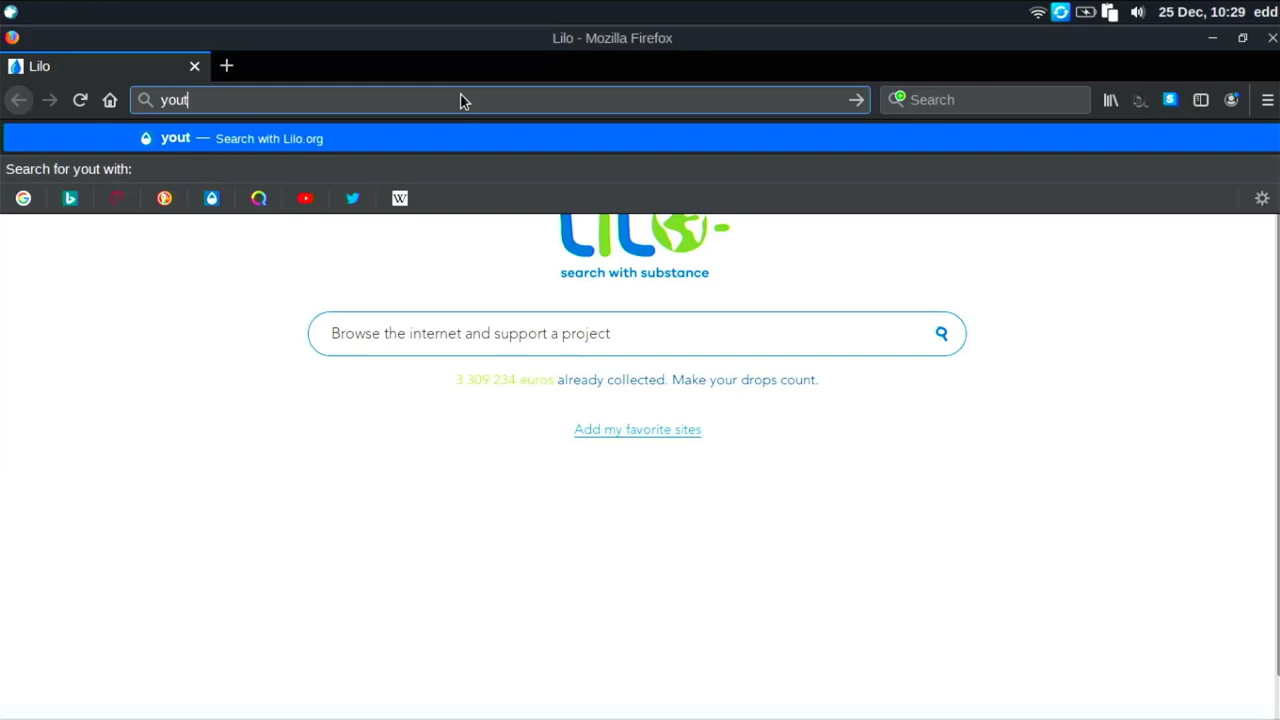 25 Dec, 10:29 edd
Lilo - Mozilla Firefox
Lilo
yout
Search
yout — Search with Lilo.org
Search for yout with:
LILO
search with substance
Browse the internet and support a project
3 309 234 euros already collected. Make your drops count.
Add my favorite sites